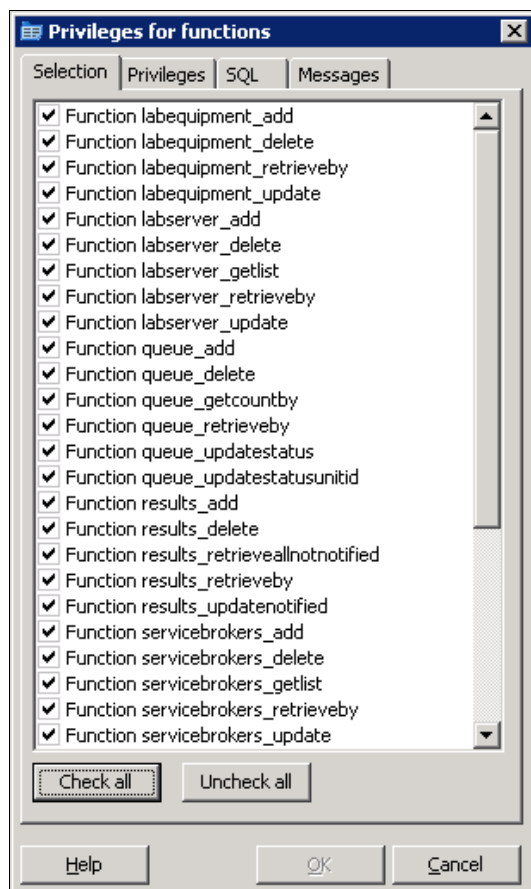 Privileges for functions
Selection Privileges SQL Messages
Function labequipment_add
Function labequipment_delete
Function labequipment_retrieveby
Function labequipment_update
Function labserver_add
Function labserver_delete
Function labserver_getlist
Function labserver_retrieveby
Function labserver_update
Function queue_add
Function queue_delete
Function queue_getcountby
Function queue_retrieveby
Function queue_updatestatus
Function queue_updatestatusunitid
Function results_add
Function results_delete
Function results_retrieveallnotnotified
Function results_retrieveby
Function results_updatenotified
Function servicebrokers_add
Function servicebrokers_delete
Function servicebrokers_getlist
Function servicebrokers_retrieveby
Function servicebrokers_update
Check all Uncheck all
Help OK Cancel